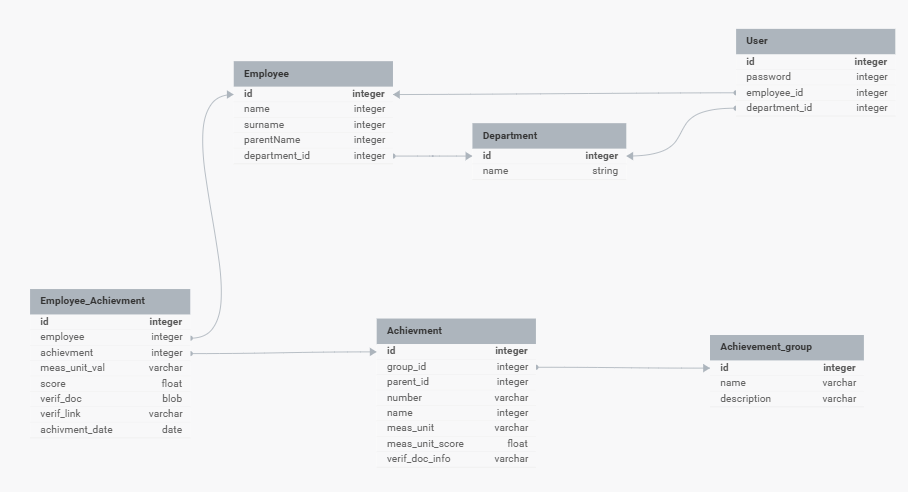 User
id integer
password integer
employee_id integer
department_id integer
Employee
id integer
name integer
surname integer
parentName integer
department_id integer
Department
id integer
name string
Employee_Achievment
id integer
employee integer
achievment integer
meas_unit_val varchar
score float
verif_doc blob
verif_link varchar
achivment_date date
Achievment
id integer
group_id integer
parent_id integer
number varchar
name integer
meas_unit varchar
meas_unit_score float
verif_doc_info varchar
Achievement_group
id integer
name varchar
description varchar